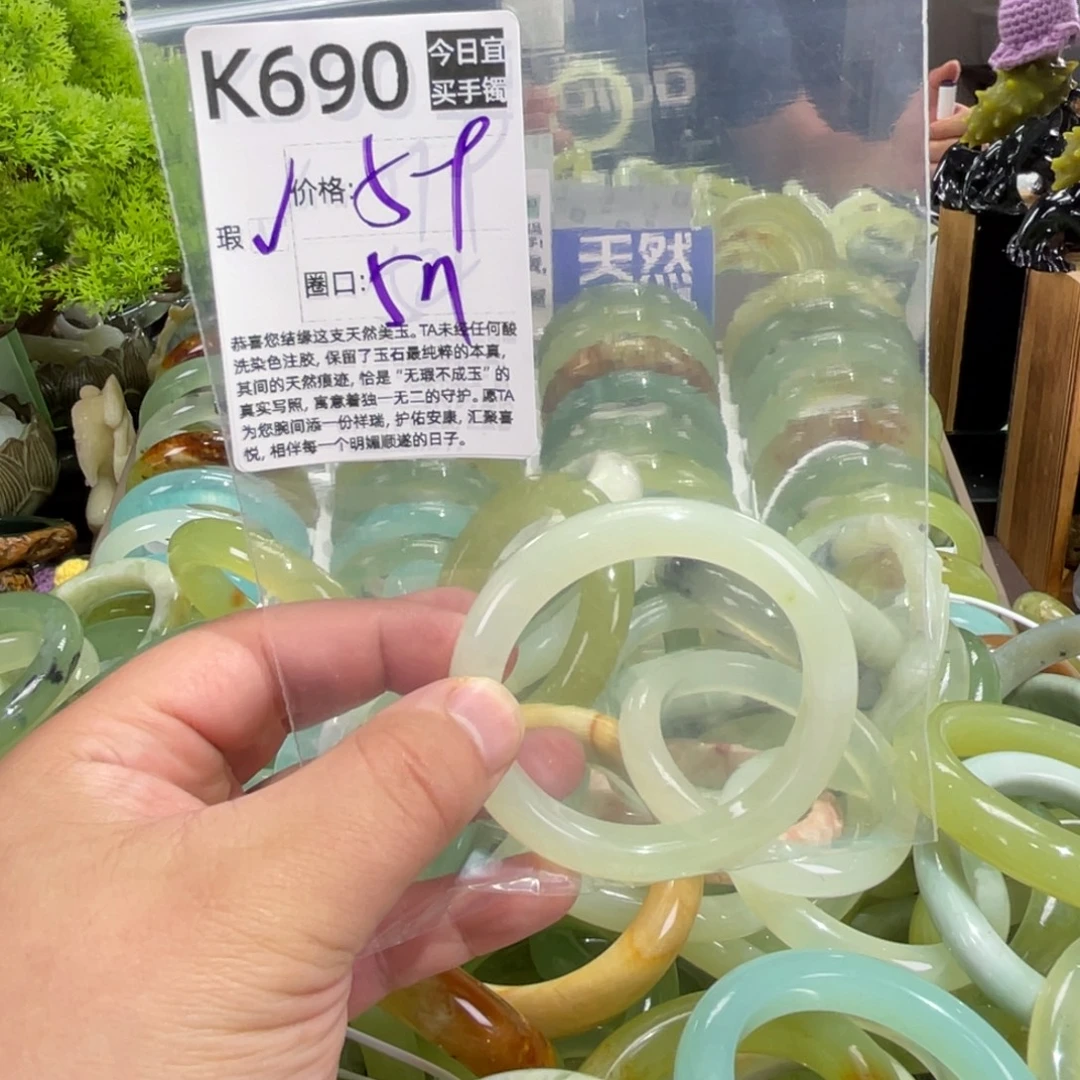 K690
今日宜
买手镯
价格:59
瑕 ✓
圈口:57
恭喜您结缘这支天然美玉。TA未经任何酸
洗染色注胶, 保留了玉石最纯粹的本真,
其间的天然痕迹, 恰是“无瑕不成玉”的
真实写照, 寓意着独一无二的守护。愿TA
为您腕间添一份祥瑞, 护佑安康, 汇聚喜
悦, 相伴每一个明媚顺遂的日子。
天然